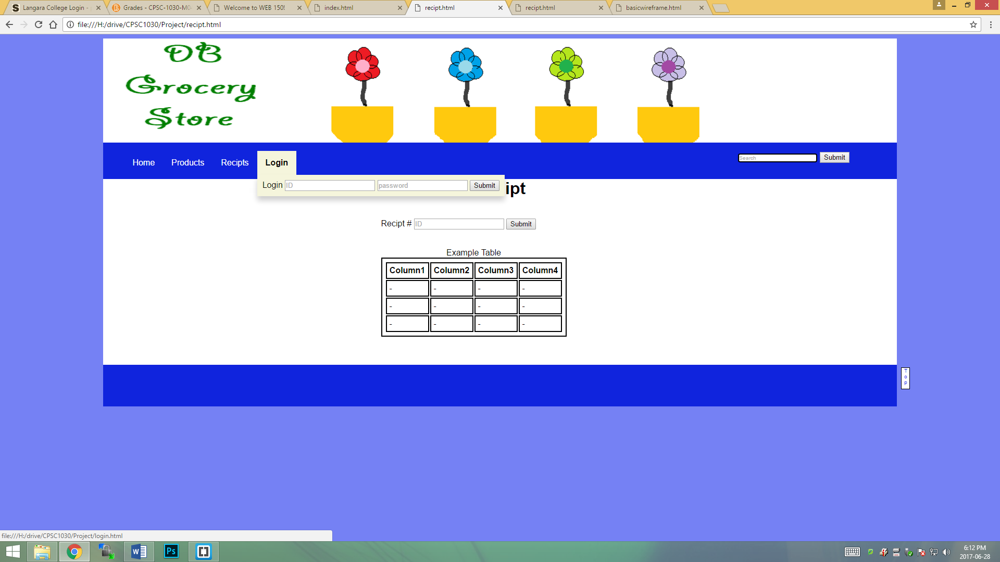 Langara College Login -
Grades - CPSC-1030-M0
Welcome to WEB 150!
index.html
recipt.html
recipt.html
basicwireframe.html
file:///H:/drive/CPSC1030/Project/recipt.html
DB
Grocery
Store
Home Products Recipts Login
Search Submit
Login ID password Submit
ipt
Recipt # ID Submit
Example Table
Column1 Column2 Column3 Column4
- - - -
- - - -
- - - -
Top
file:///H:/drive/CPSC1030/Project/login.html
6:12 PM
2017-06-28